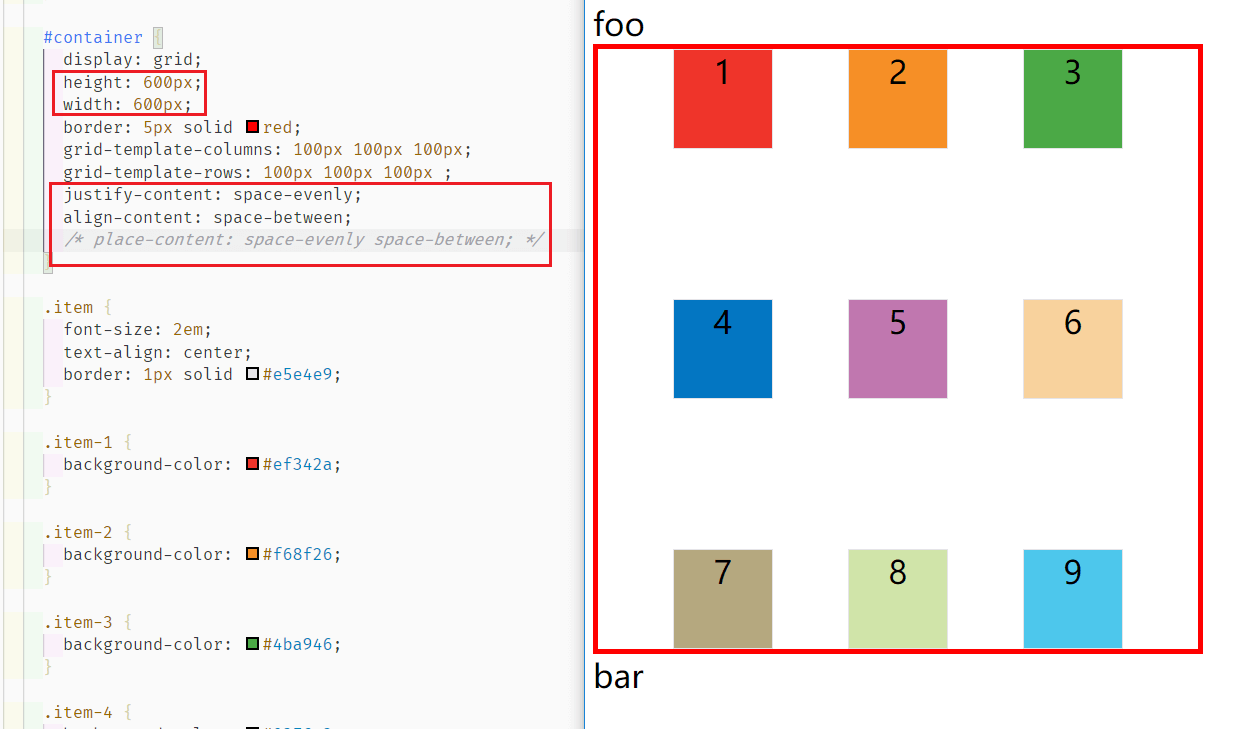 #container {
display: grid;
height: 600px;
width: 600px;
border: 5px solid red;
grid-template-columns: 100px 100px 100px;
grid-template-rows: 100px 100px 100px ;
justify-content: space-evenly;
align-content: space-between;
/* place-content: space-evenly space-between; */
}
.item {
font-size: 2em;
text-align: center;
border: 1px solid #e5e4e9;
}
.item-1 {
background-color: #ef342a;
}
.item-2 {
background-color: #f68f26;
}
.item-3 {
background-color: #4ba946;
}
.item-4 {
foo
1 2 3
4 5 6
7 8 9
bar